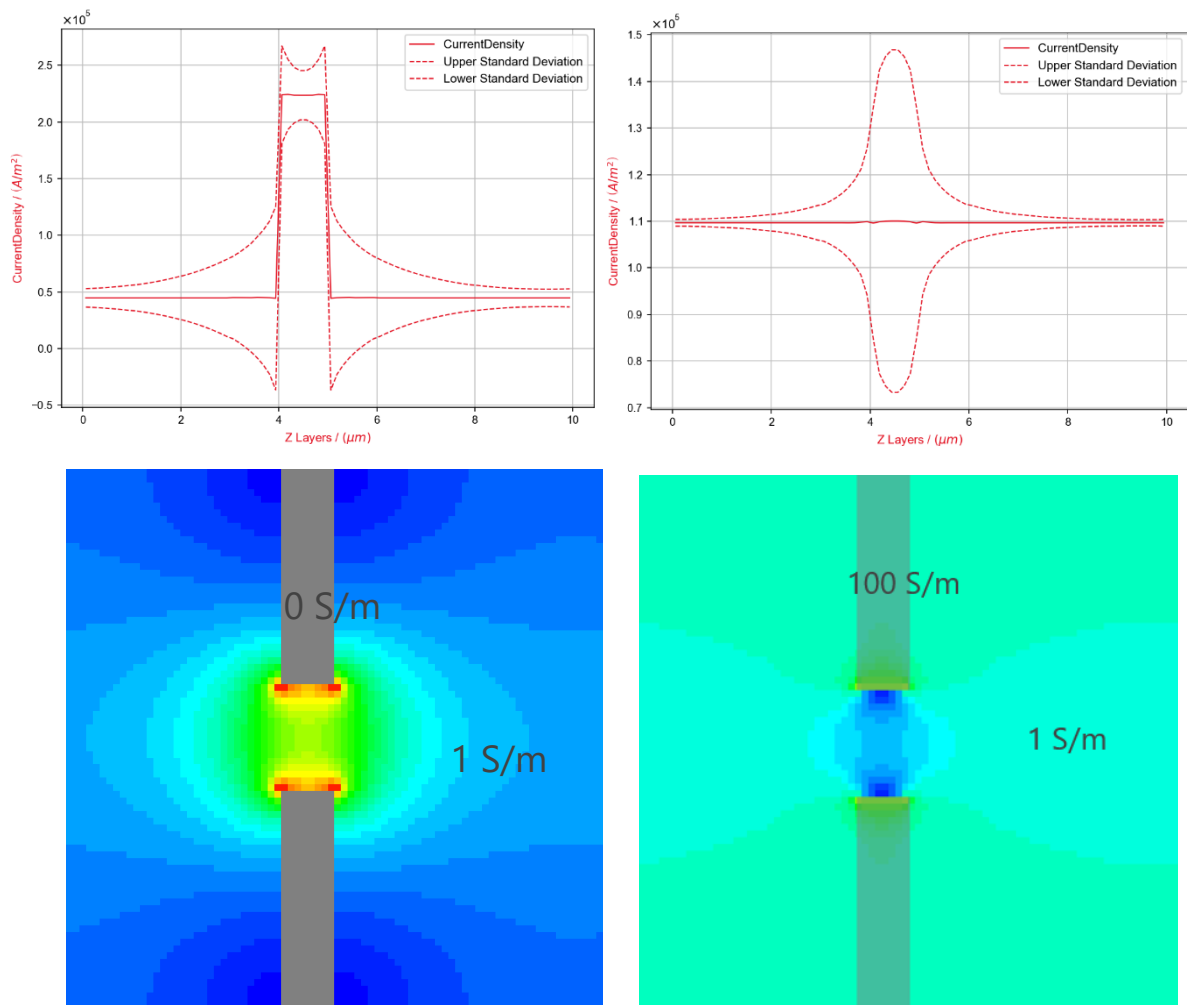 ×10⁵
CurrentDensity
Upper Standard Deviation
Lower Standard Deviation
2.5
2.0
1.5
1.0
0.5
0.0
−0.5
CurrentDensity / (A/m²)
0 2 4 6 8 10
Z Layers / (μm)
×10⁵
CurrentDensity
Upper Standard Deviation
Lower Standard Deviation
1.5
1.4
1.3
1.2
1.1
1.0
0.9
0.8
0.7
CurrentDensity / (A/m²)
0 2 4 6 8 10
Z Layers / (μm)
0 S/m
1 S/m
100 S/m
1 S/m